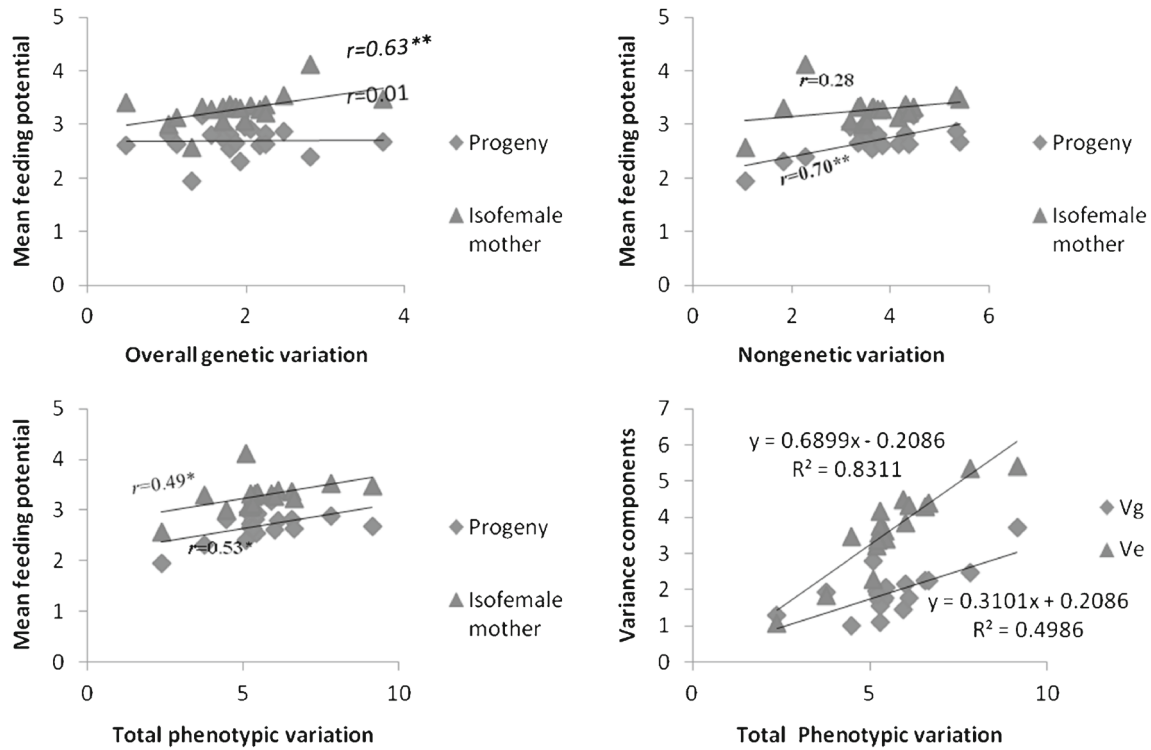 5
4
3
2
1
0
Mean feeding potential
r=0.63**
r=0.01
Progeny
Isofemale
mother
0
2
4
Overall genetic variation
5
4
3
2
1
0
Mean feeding potential
r=0.28
r=0.70**
Progeny
Isofemale
mother
0
2
4
6
Nongenetic variation
5
4
3
2
1
0
Mean feeding potential
r=0.49*
r=0.53*
Progeny
Isofemale
mother
0
5
10
Total phenotypic variation
7
6
5
4
3
2
1
0
Variance components
y = 0.6899x - 0.2086
R² = 0.8311
y = 0.3101x + 0.2086
R² = 0.4986
Vg
Ve
0
5
10
Total Phenotypic variation